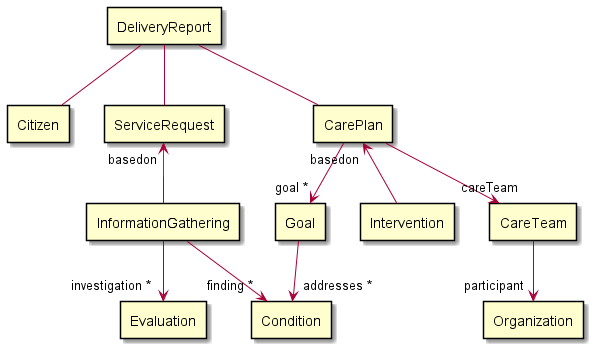 DeliveryReport
Citizen
ServiceRequest
CarePlan
basedon
basedon
goal *
careTeam
InformationGathering
Goal
Intervention
CareTeam
investigation *
finding *
addresses *
participant
Evaluation
Condition
Organization